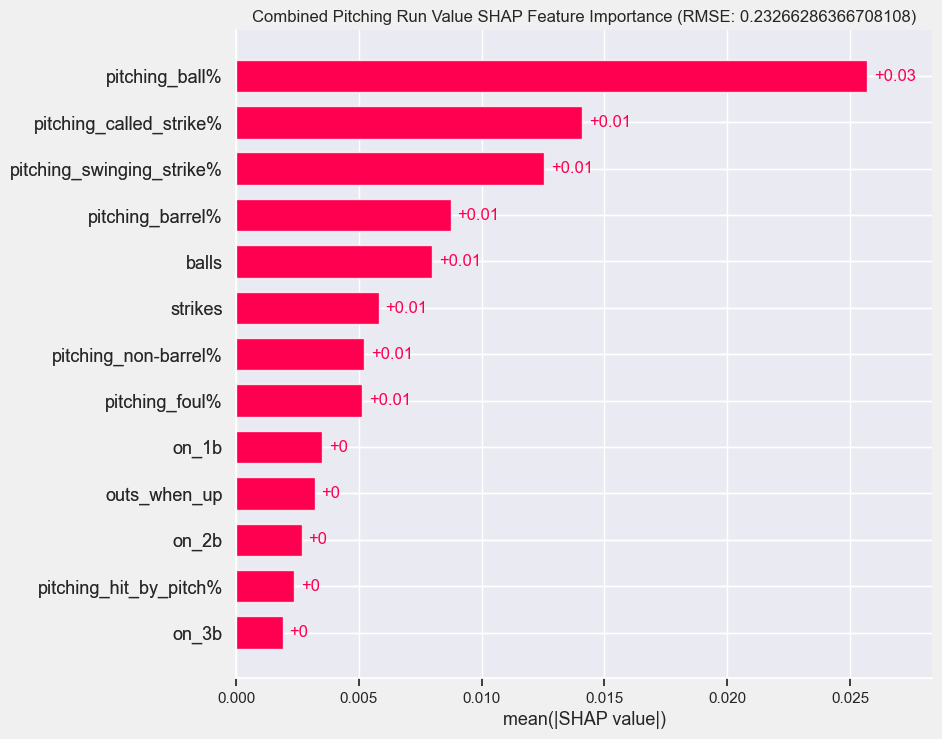 Combined Pitching Run Value SHAP Feature Importance (RMSE: 0.23266286366708108)
pitching_ball% +0.03
pitching_called_strike% +0.01
pitching_swinging_strike% +0.01
pitching_barrel% +0.01
balls +0.01
strikes +0.01
pitching_non-barrel% +0.01
pitching_foul% +0.01
on_1b +0
outs_when_up +0
on_2b +0
pitching_hit_by_pitch% +0
on_3b +0
0.000 0.005 0.010 0.015 0.020 0.025
mean(|SHAP value|)